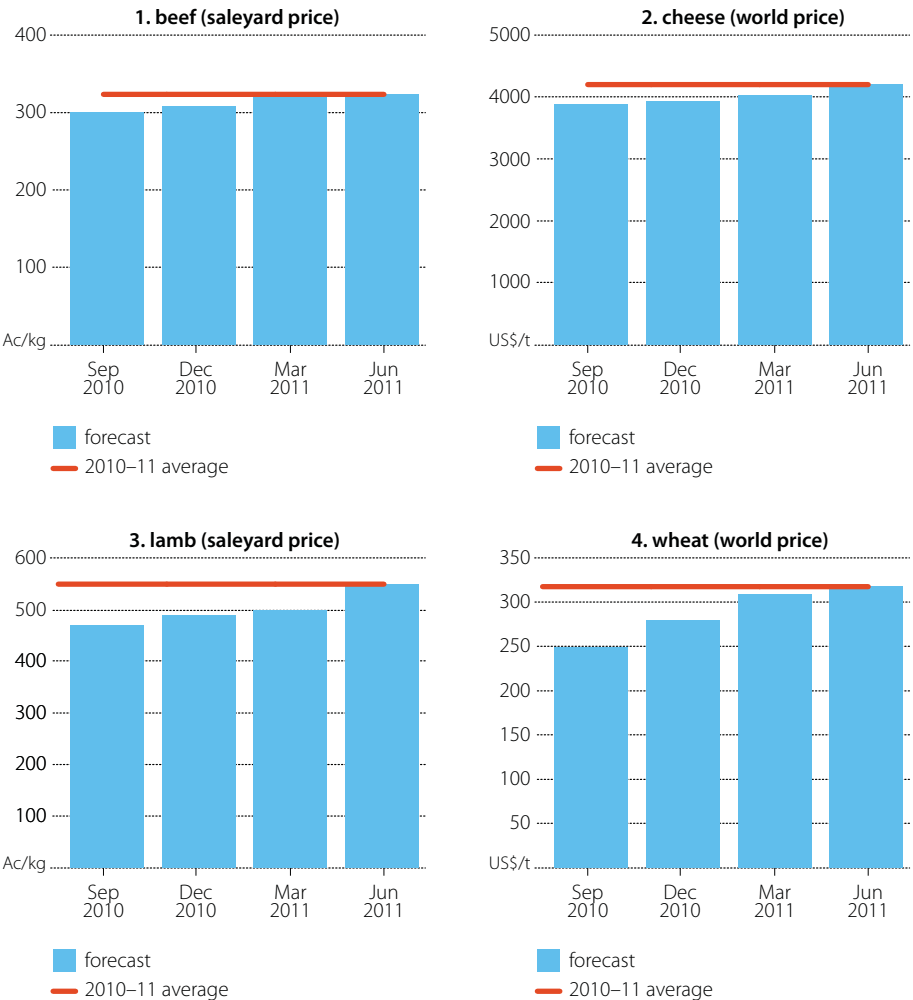 1. beef (saleyard price)
400
300
200
100
Ac/kg
Sep Dec Mar Jun
2010 2010 2011 2011
forecast
2010–11 average
2. cheese (world price)
5000
4000
3000
2000
1000
US$/t
Sep Dec Mar Jun
2010 2010 2011 2011
forecast
2010–11 average
3. lamb (saleyard price)
600
500
400
300
200
100
Ac/kg
Sep Dec Mar Jun
2010 2010 2011 2011
forecast
2010–11 average
4. wheat (world price)
350
300
250
200
150
100
50
US$/t
Sep Dec Mar Jun
2010 2010 2011 2011
forecast
2010–11 average